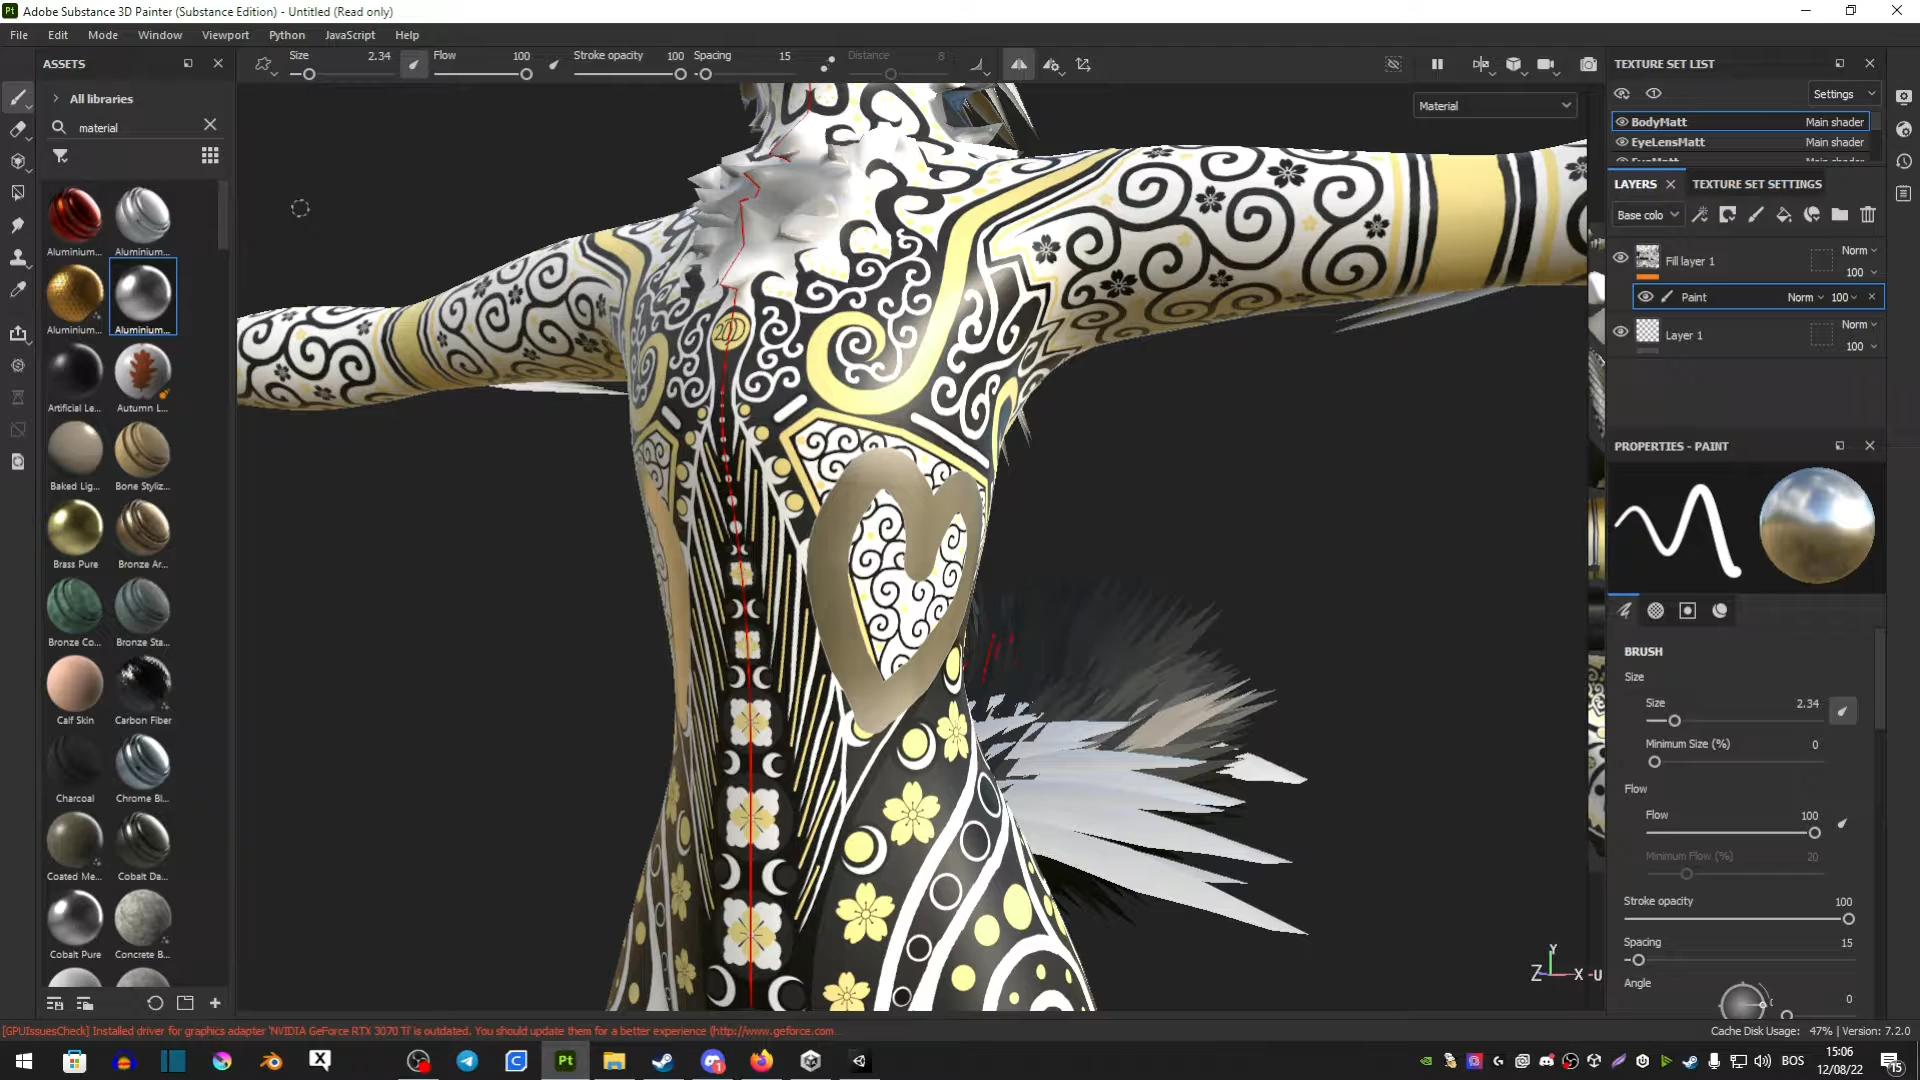 Pt Adobe Substance 3D Painter (Substance Edition) - Untitled (Read only)
File Edit Mode Window Viewport Python JavaScript Help
ASSETS
All libraries
material
Aluminium... Aluminium...
Aluminium... Aluminium...
Artificial Le... Autumn L...
Baked Lig... Bone Styliz...
Brass Pure Bronze Ar...
Bronze Co... Bronze Sta...
Calf Skin Carbon Fiber
Charcoal Chrome Bl...
Coated Me... Cobalt Da...
Cobalt Pure Concrete B...
Size 2.34 Flow 100 Stroke opacity 100 Spacing 15 Distance 8
Material
Y
Z X -U
TEXTURE SET LIST
Settings
BodyMatt Main shader
EyeLensMatt Main shader
LAYERS TEXTURE SET SETTINGS
Base colo
Fill layer 1 Norm
100
Paint Norm 100
Layer 1 Norm
100
PROPERTIES - PAINT
BRUSH
Size
Size 2.34
Minimum Size (%) 0
Flow
Flow 100
Minimum Flow (%) 20
Stroke opacity 100
Spacing 15
Angle
0
[GPUIssuesCheck] Installed driver for graphics adapter 'NVIDIA GeForce RTX 3070 Ti' is outdated. You should update them for a better experience (http://www.geforce.com
Cache Disk Usage: 47% | Version: 7.2.0
Pt
BOS
15:06
12/08/22
15